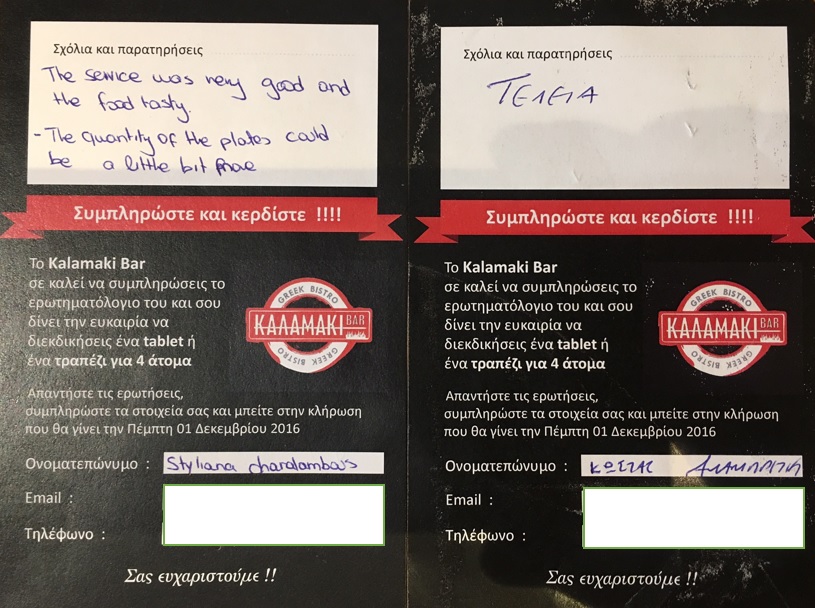 Σχόλια και παρατηρήσεις
The service was very good and
the food tasty.
- The quantity of the plates could
be a little bit more
Συμπληρώστε και κερδίστε !!!!
Το Kalamaki Bar
σε καλεί να συμπληρώσεις το
ερωτηματόλογιο του και σου
δίνει την ευκαιρία να
διεκδικήσεις ένα tablet ή
ένα τραπέζι για 4 άτομα
GREEK BISTRO
KAΛAMAKI BAR
GREEK BISTRO
Απαντήστε τις ερωτήσεις,
συμπληρώστε τα στοιχεία σας και μπείτε στην κλήρωση
που θα γίνει την Πέμπτη 01 Δεκεμβρίου 2016
Ονοματεπώνυμο : Styliana charalambous
Email :
Τηλέφωνο :
Σας ευχαριστούμε !!
Σχόλια και παρατηρήσεις
ΤΕΛΕΙΑ
Συμπληρώστε και κερδίστε !!!!
Το Kalamaki Bar
σε καλεί να συμπληρώσεις το
ερωτηματόλογιο του και σου
δίνει την ευκαιρία να
διεκδικήσεις ένα tablet ή
ένα τραπέζι για 4 άτομα
GREEK BISTRO
KAΛAMAKI BAR
GREEK BISTRO
Απαντήστε τις ερωτήσεις,
συμπληρώστε τα στοιχεία σας και μπείτε στην κλήρωση
που θα γίνει την Πέμπτη 01 Δεκεμβρίου 2016
Ονοματεπώνυμο : ΚΩΣΤΑΣ
Email :
Τηλέφωνο :
Σας ευχαριστούμε !!